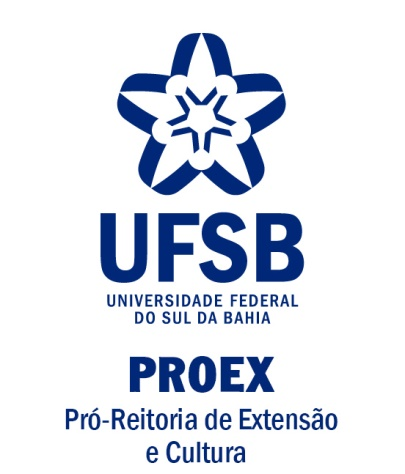 UFSB
UNIVERSIDADE FEDERAL
DO SUL DA BAHIA
PROEX
Pró-Reitoria de Extensão
e Cultura